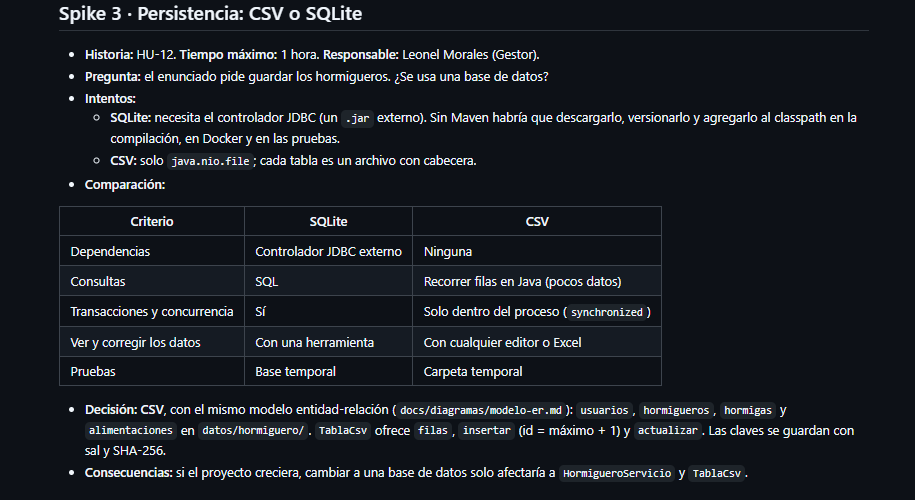 Spike 3 · Persistencia: CSV o SQLite
Historia: HU-12. Tiempo máximo: 1 hora. Responsable: Leonel Morales (Gestor).
Pregunta: el enunciado pide guardar los hormigueros. ¿Se usa una base de datos?
Intentos:
SQLite: necesita el controlador JDBC (un .jar externo). Sin Maven habría que descargarlo, versionarlo y agregarlo al classpath en la
compilación, en Docker y en las pruebas.
CSV: solo java.nio.file; cada tabla es un archivo con cabecera.
Comparación:
Criterio SQLite CSV
Dependencias Controlador JDBC externo Ninguna
Consultas SQL Recorrer filas en Java (pocos datos)
Transacciones y concurrencia Sí Solo dentro del proceso (synchronized)
Ver y corregir los datos Con una herramienta Con cualquier editor o Excel
Pruebas Base temporal Carpeta temporal
Decisión: CSV, con el mismo modelo entidad-relación (docs/diagramas/modelo-er.md): usuarios, hormigueros, hormigas y
alimentaciones en datos/hormiguero/. TablaCsv ofrece filas, insertar (id = máximo + 1) y actualizar. Las claves se guardan con
sal y SHA-256.
Consecuencias: si el proyecto creciera, cambiar a una base de datos solo afectaría a HormigueroServicio y TablaCsv.